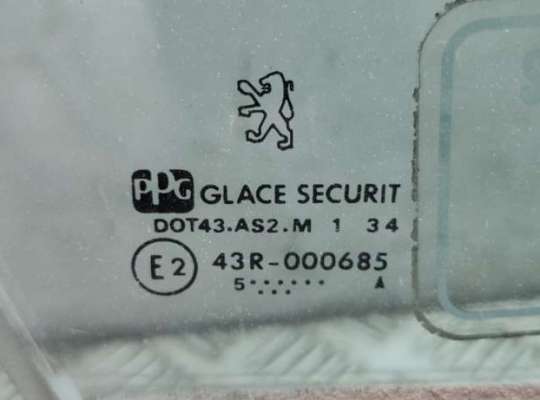 PPG GLACE SECURIT
DOT43.AS2.M 1 34
E2 43R-000685
5 A